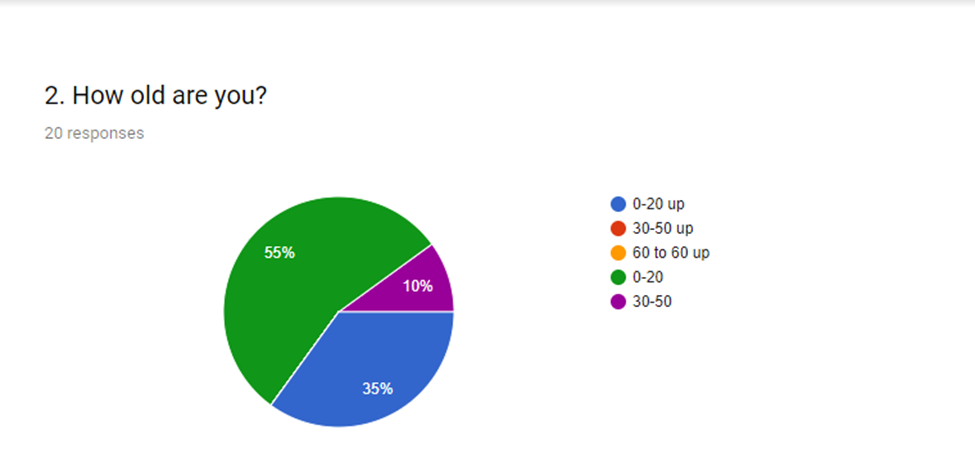 2. How old are you?
20 responses
0-20 up
30-50 up
60 to 60 up
0-20
30-50
55%
10%
35%